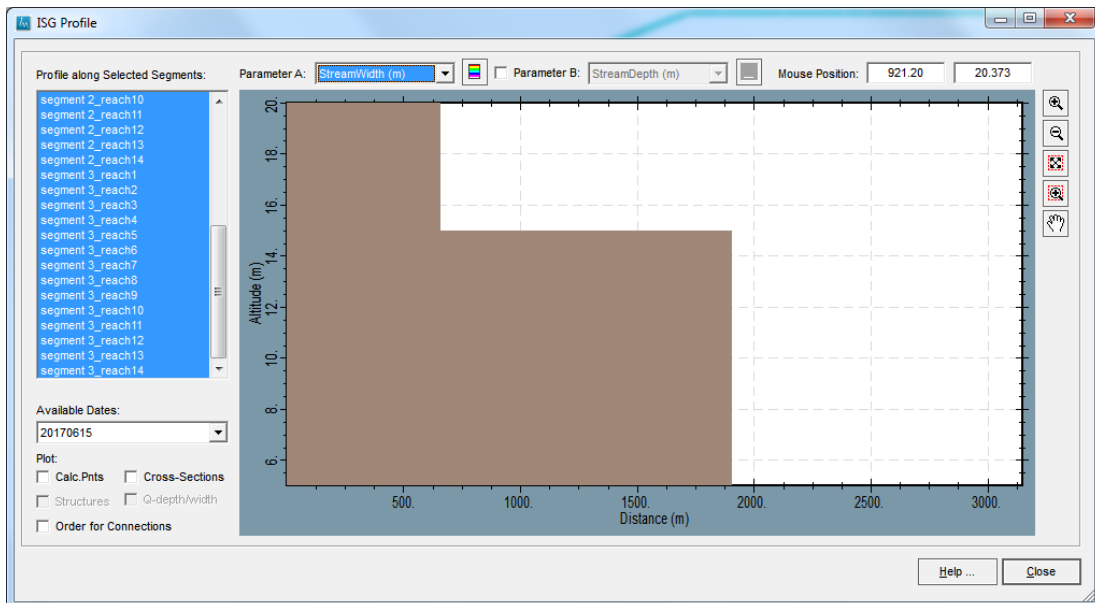 ISG Profile
Profile along Selected Segments:
Parameter A: StreamWidth (m) Parameter B: StreamDepth (m) Mouse Position: 921.20 20.373
segment 2_reach10
segment 2_reach11
segment 2_reach12
segment 2_reach13
segment 2_reach14
segment 3_reach1
segment 3_reach2
segment 3_reach3
segment 3_reach4
segment 3_reach5
segment 3_reach6
segment 3_reach7
segment 3_reach8
segment 3_reach9
segment 3_reach10
segment 3_reach11
segment 3_reach12
segment 3_reach13
segment 3_reach14
Available Dates:
20170615
Plot:
Calc.Pnts Cross-Sections
Structures Q-depth/width
Order for Connections
20.
18.
16.
14.
12.
10.
8.
6.
Altitude (m)
500. 1000. 1500. 2000. 2500. 3000.
Distance (m)
Help ... Close